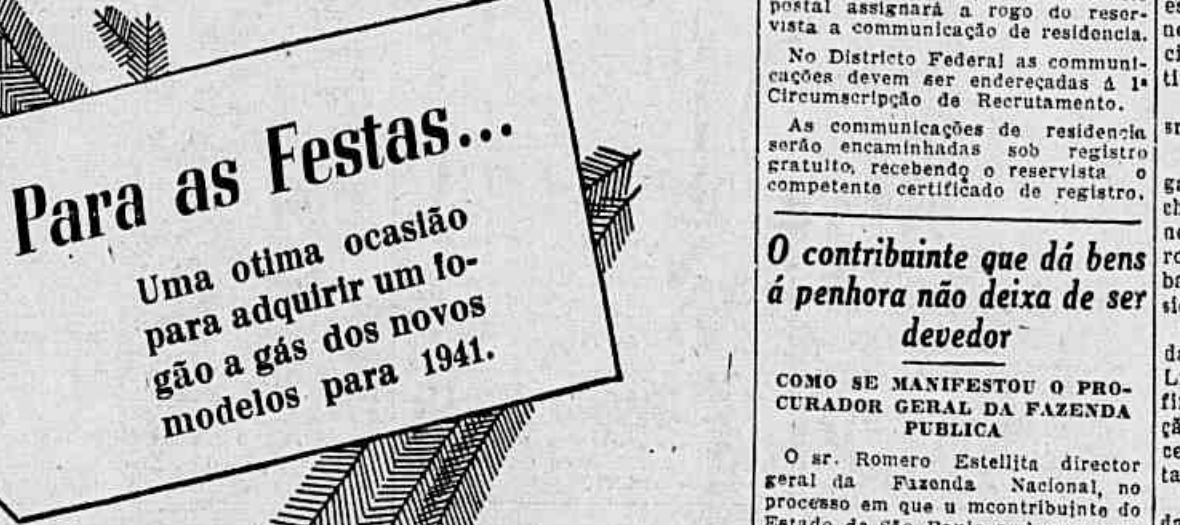 Para as Festas...
Uma otima ocasião
para adquirir um fo-
gão a gás dos novos
modelos para 1941.
postal assignará a rogo do reser-
vista a communicação de residencia.
No Districto Federal as communi-
cações devem ser endereçadas á 1ª
Circumscripção de Recrutamento.
As communicações de residencia
serão encaminhadas sob registro
gratuito, recebendo o reservista o
competente certificado de registro.
O contribuinte que dá bens
á penhora não deixa de ser
devedor
COMO SE MANIFESTOU O PRO-
CURADOR GERAL DA FAZENDA
PUBLICA
O sr. Romero Estellita director
geral da Fazenda Nacional, no
processo em que u mcontribuinte do
Estado de São Paulo